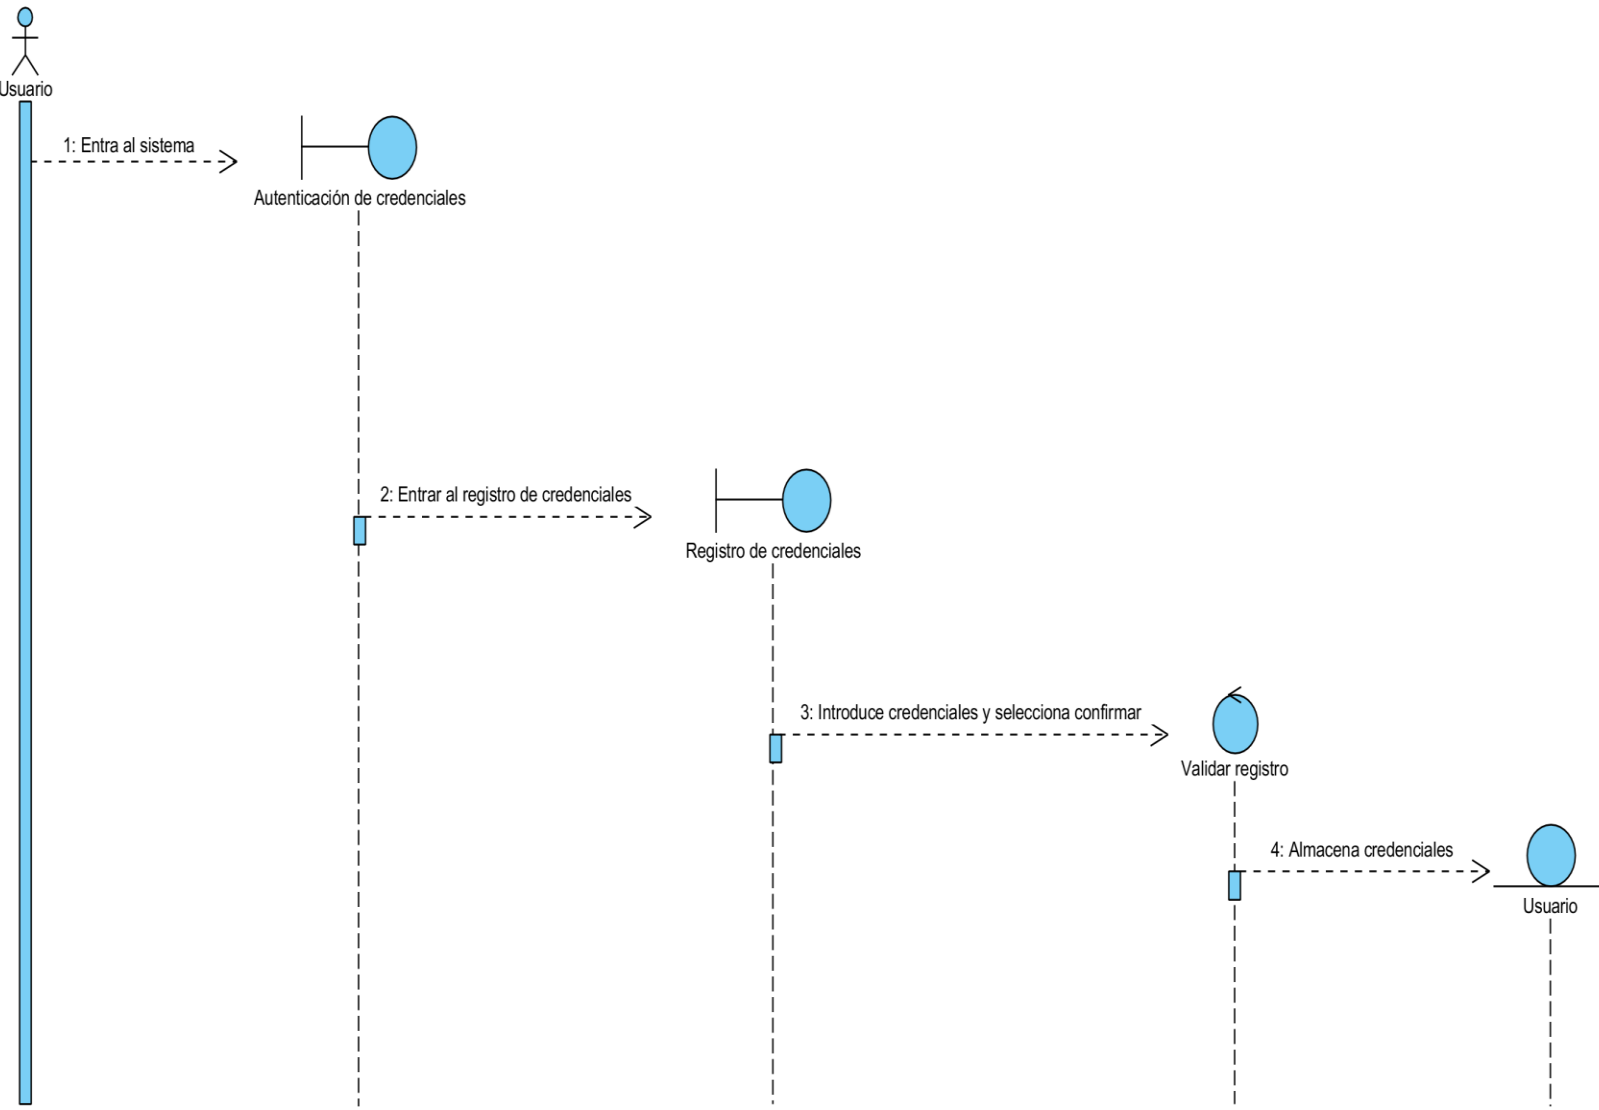 Usuario
1: Entra al sistema
Autenticación de credenciales
2: Entrar al registro de credenciales
Registro de credenciales
3: Introduce credenciales y selecciona confirmar
Validar registro
4: Almacena credenciales
Usuario